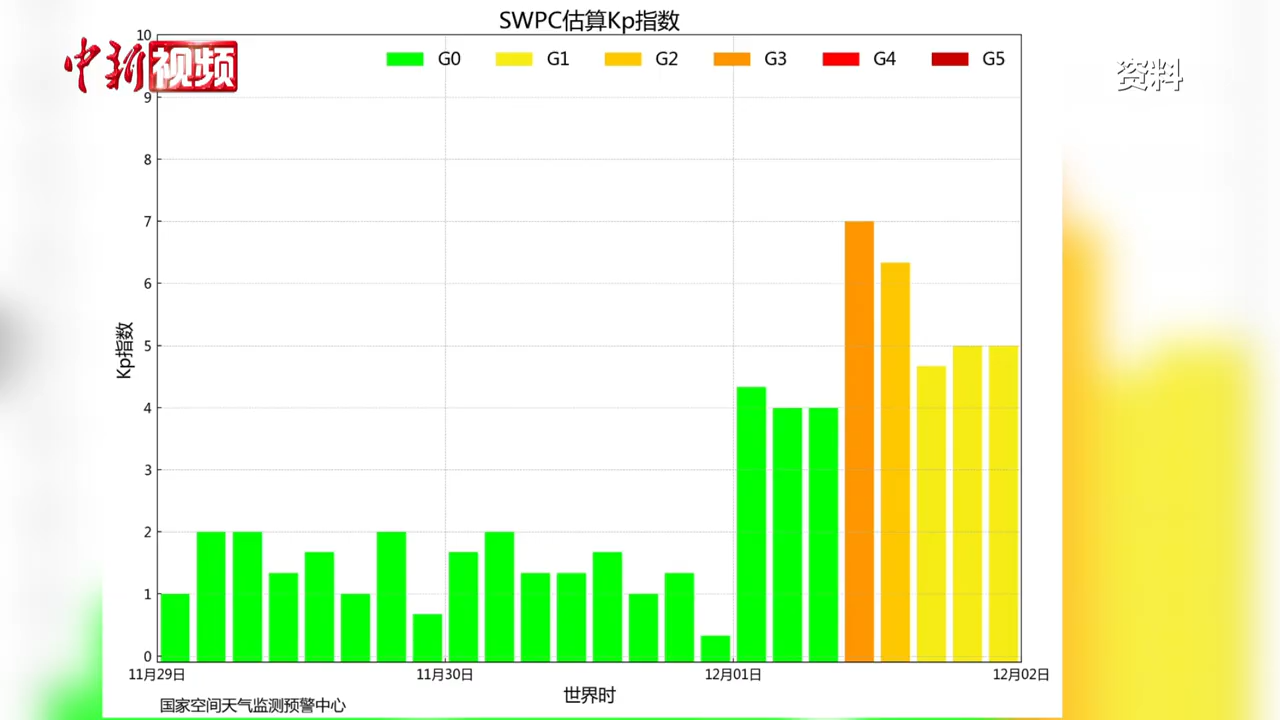 SWPC估算Kp指数
中新视频
资料
G0 G1 G2 G3 G4 G5
10
9
8
7
6
5
4
3
2
1
0
Kp指数
11月29日 11月30日 12月01日 12月02日
世界时
国家空间天气监测预警中心